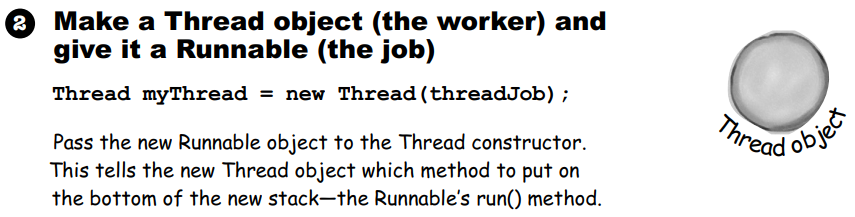 2 Make a Thread object (the worker) and
give it a Runnable (the job)
Thread myThread = new Thread(threadJob);
Pass the new Runnable object to the Thread constructor.
This tells the new Thread object which method to put on
the bottom of the new stack—the Runnable’s run() method.
Thread object